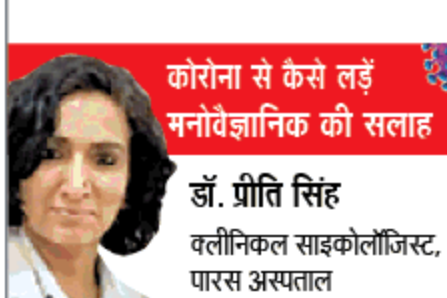 कोरोना से कैसे लड़ें
मनोवैज्ञानिक की सलाह
डॉ. प्रीति सिंह
क्लीनिकल साइकोलॉजिस्ट,
पारस अस्पताल